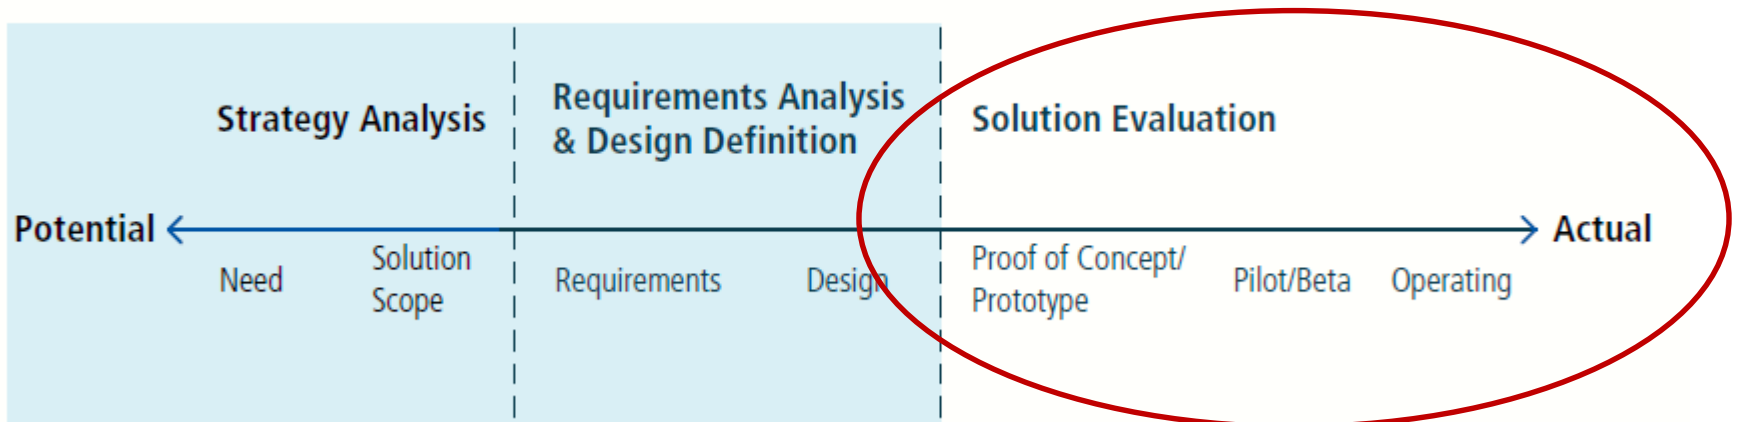 Strategy Analysis
Requirements Analysis
& Design Definition
Solution Evaluation
Potential
Actual
Need
Solution
Scope
Requirements
Design
Proof of Concept/
Prototype
Pilot/Beta
Operating